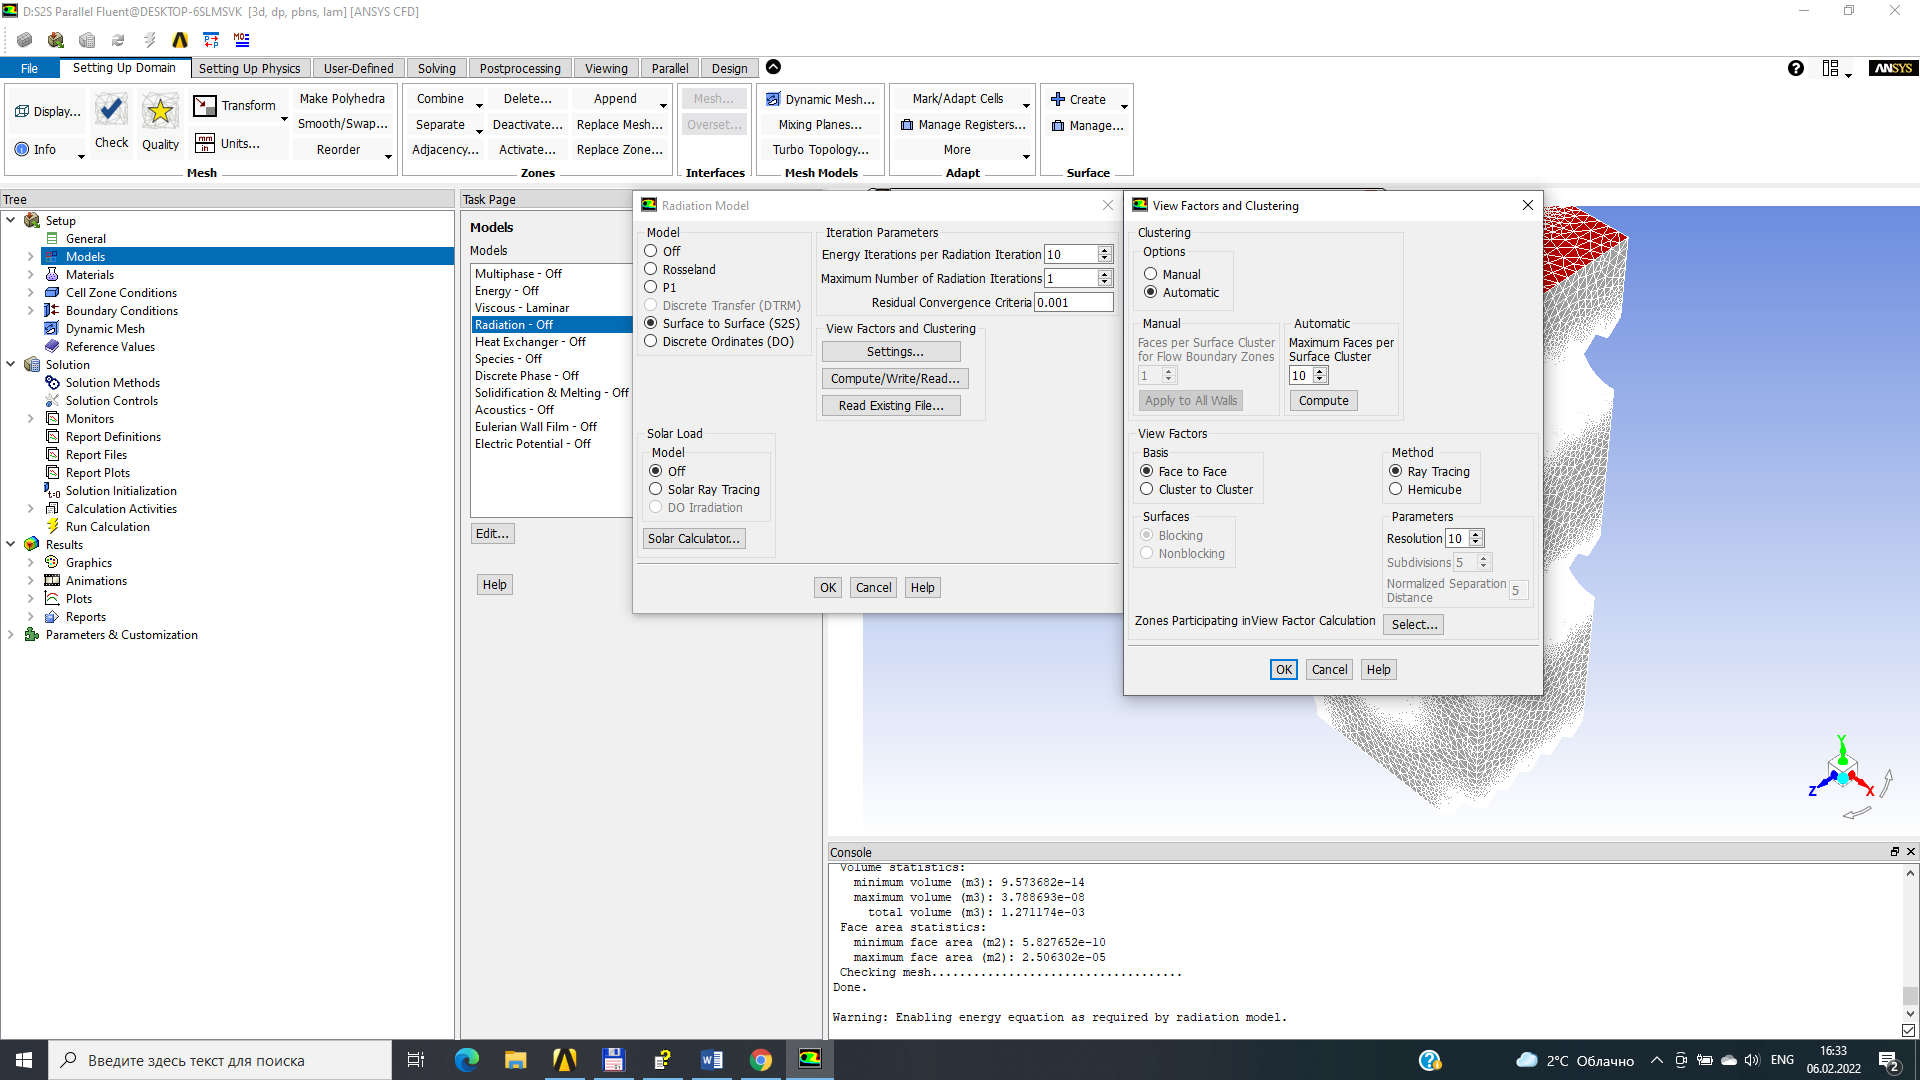 D:S2S Parallel Fluent@DESKTOP-6SLMSVK [3d, dp, pbns, lam] [ANSYS CFD]
File
Setting Up Domain
Setting Up Physics
User-Defined
Solving
Postprocessing
Viewing
Parallel
Design
ANSYS
Display...
Info
Check
Quality
Transform
Units...
Make Polyhedra
Smooth/Swap...
Reorder
Mesh
Combine
Separate
Adjacency...
Delete...
Deactivate...
Activate...
Append
Replace Mesh...
Replace Zone...
Zones
Mesh...
Overset...
Interfaces
Dynamic Mesh...
Mixing Planes...
Turbo Topology...
Mesh Models
Mark/Adapt Cells
Manage Registers...
More
Adapt
Create
Manage...
Surface
Tree
Setup
General
Models
Materials
Cell Zone Conditions
Boundary Conditions
Dynamic Mesh
Reference Values
Solution
Solution Methods
Solution Controls
Monitors
Report Definitions
Report Files
Report Plots
Solution Initialization
Calculation Activities
Run Calculation
Results
Graphics
Animations
Plots
Reports
Parameters & Customization
Task Page
Models
Models
Multiphase - Off
Energy - Off
Viscous - Laminar
Radiation - Off
Heat Exchanger - Off
Species - Off
Discrete Phase - Off
Solidification & Melting - Off
Acoustics - Off
Eulerian Wall Film - Off
Electric Potential - Off
Edit...
Help
Radiation Model
Model
Off
Rosseland
P1
Discrete Transfer (DTRM)
Surface to Surface (S2S)
Discrete Ordinates (DO)
Iteration Parameters
Energy Iterations per Radiation Iteration 10
Maximum Number of Radiation Iterations 1
Residual Convergence Criteria 0.001
View Factors and Clustering
Settings...
Compute/Write/Read...
Read Existing File...
Solar Load
Model
Off
Solar Ray Tracing
DO Irradiation
Solar Calculator...
OK Cancel Help
View Factors and Clustering
Clustering
Options
Manual
Automatic
Manual
Faces per Surface Cluster
for Flow Boundary Zones
1
Apply to All Walls
Automatic
Maximum Faces per
Surface Cluster
10
Compute
View Factors
Basis
Face to Face
Cluster to Cluster
Method
Ray Tracing
Hemicube
Surfaces
Blocking
Nonblocking
Parameters
Resolution 10
Subdivisions 5
Normalized Separation
Distance 5
Zones Participating inView Factor Calculation Select...
OK Cancel Help
Y
Z
X
Console
Volume statistics:
minimum volume (m3): 9.573682e-14
maximum volume (m3): 3.788693e-08
total volume (m3): 1.271174e-03
Face area statistics:
minimum face area (m2): 5.827652e-10
maximum face area (m2): 2.506302e-05
Checking mesh....................................
Done.
Warning: Enabling energy equation as required by radiation model.
Введите здесь текст для поиска
2°C Облачно
ENG
16:33
06.02.2022
2